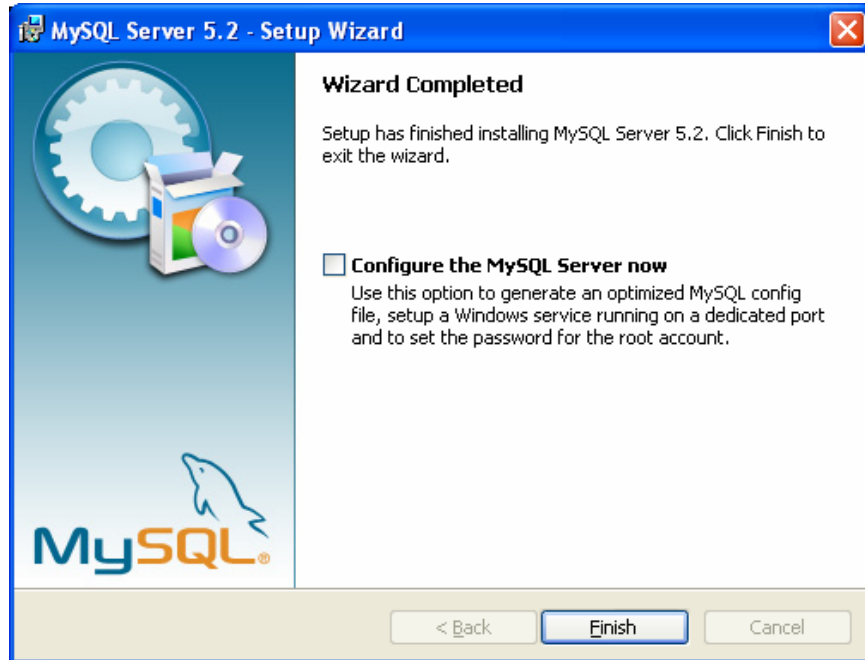 MySQL Server 5.2 - Setup Wizard
Wizard Completed
Setup has finished installing MySQL Server 5.2. Click Finish to
exit the wizard.
Configure the MySQL Server now
Use this option to generate an optimized MySQL config
file, setup a Windows service running on a dedicated port
and to set the password for the root account.
MySQL®
< Back
Finish
Cancel